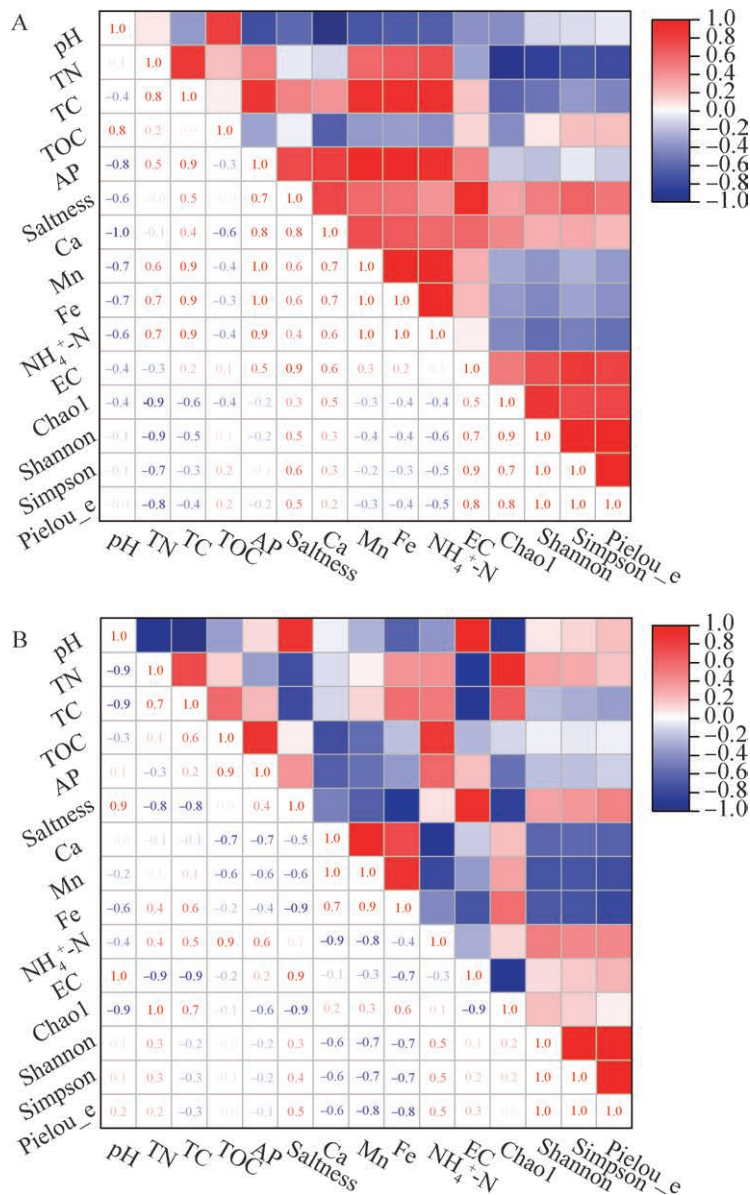 A
pH 1.0
TN 0.1 1.0
TC −0.4 0.8 1.0
TOC 0.8 0.2 0.0 1.0
AP −0.8 0.5 0.9 −0.3 1.0
Saltness −0.6 −0.0 0.5 −0.0 0.7 1.0
Ca −1.0 −0.1 0.4 −0.6 0.8 0.8 1.0
Mn −0.7 0.6 0.9 −0.4 1.0 0.6 0.7 1.0
Fe −0.7 0.7 0.9 −0.3 1.0 0.6 0.7 1.0 1.0
NH₄⁺-N −0.6 0.7 0.9 −0.4 0.9 0.4 0.6 1.0 1.0 1.0
EC −0.4 −0.3 0.2 0.1 0.5 0.9 0.6 0.3 0.2 0.1 1.0
Chao1 −0.4 −0.9 −0.6 −0.4 −0.2 0.3 0.5 −0.3 −0.4 −0.4 0.5 1.0
Shannon −0.1 −0.9 −0.5 0.1 −0.2 0.5 0.3 −0.4 −0.4 −0.6 0.7 0.9 1.0
Simpson −0.1 −0.7 −0.3 0.2 −0.1 0.6 0.3 −0.2 −0.3 −0.5 0.9 0.7 1.0 1.0
Pielou_e −0.0 −0.8 −0.4 0.2 −0.2 0.5 0.2 −0.3 −0.4 −0.5 0.8 0.8 1.0 1.0 1.0
pH TN TC TOC AP Saltness Ca Mn Fe NH₄⁺-N EC Chao1 Shannon Simpson Pielou_e
1.0
0.8
0.6
0.4
0.2
0.0
−0.2
−0.4
−0.6
−0.8
−1.0
B
pH 1.0
TN −0.9 1.0
TC −0.9 0.7 1.0
TOC −0.3 0.1 0.6 1.0
AP 0.1 −0.3 0.2 0.9 1.0
Saltness 0.9 −0.8 −0.8 0.0 0.4 1.0
Ca −0.0 −0.1 −0.1 −0.7 −0.7 −0.5 1.0
Mn −0.2 0.1 0.1 −0.6 −0.6 −0.6 1.0 1.0
Fe −0.6 0.4 0.6 −0.2 −0.4 −0.9 0.7 0.9 1.0
NH₄⁺-N −0.4 0.4 0.5 0.9 0.6 0.1 −0.9 −0.8 −0.4 1.0
EC 1.0 −0.9 −0.9 −0.2 0.2 0.9 −0.1 −0.3 −0.7 −0.3 1.0
Chao1 −0.9 1.0 0.7 −0.1 −0.6 −0.9 0.2 0.3 0.6 0.1 −0.9 1.0
Shannon 0.1 0.3 −0.2 −0.0 −0.2 0.3 −0.6 −0.7 −0.7 0.5 0.1 0.2 1.0
Simpson 0.1 0.3 −0.3 −0.1 −0.2 0.4 −0.6 −0.7 −0.7 0.5 0.2 0.2 1.0 1.0
Pielou_e 0.2 0.2 −0.3 −0.0 −0.1 0.5 −0.6 −0.8 −0.8 0.5 0.3 0.0 1.0 1.0 1.0
pH TN TC TOC AP Saltness Ca Mn Fe NH₄⁺-N EC Chao1 Shannon Simpson Pielou_e
1.0
0.8
0.6
0.4
0.2
0.0
−0.2
−0.4
−0.6
−0.8
−1.0